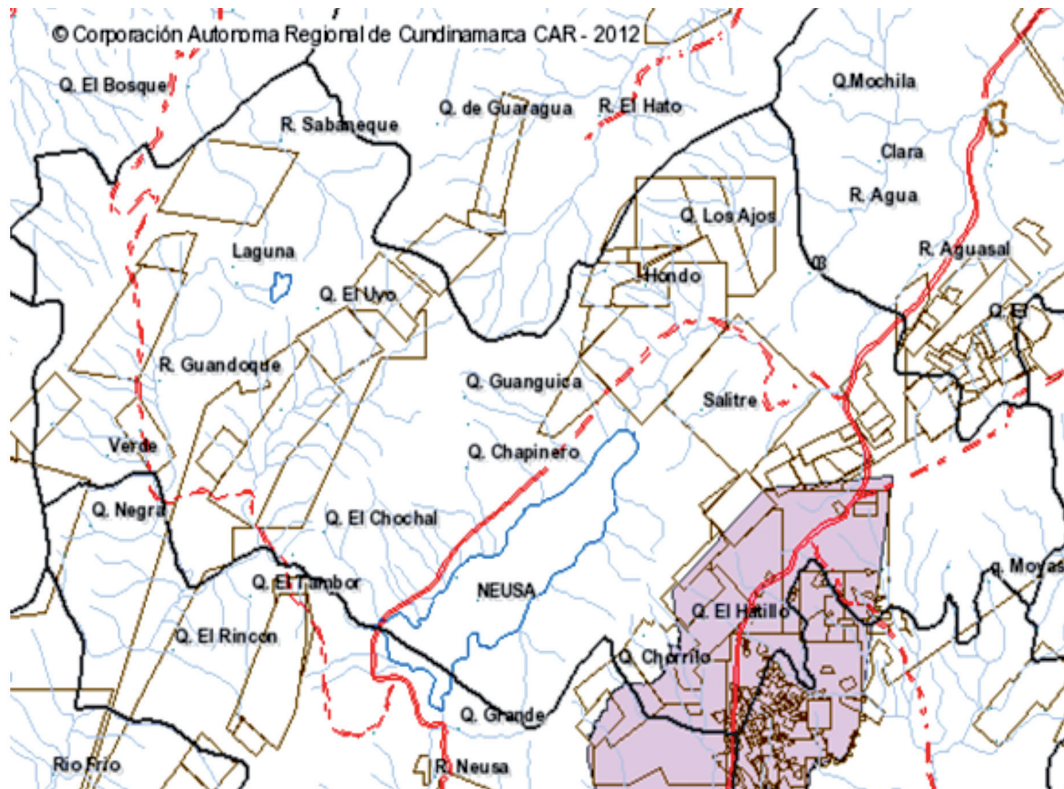 © Corporación Autonoma Regional de Cundinamarca CAR - 2012
Q. El Bosque
Q.Mochila
Q. de Guaragua
R. El Hato
R. Sabaneque
Clara
R. Agua
Q. Los Ajos
Laguna
R. Aguasal
Hondo
Q. El Uvo
Q. El
R. Guandoque
Q. Guanguica
Salitre
Verde
Q. Chapinero
Q. Negra
Q. El Chochal
q. Moyas
Q. El Tambor
NEUSA
Q. El Hatillo
Q. El Rincon
Q. Chorrilo
Q. Grande
Rio Frio
R. Neusa